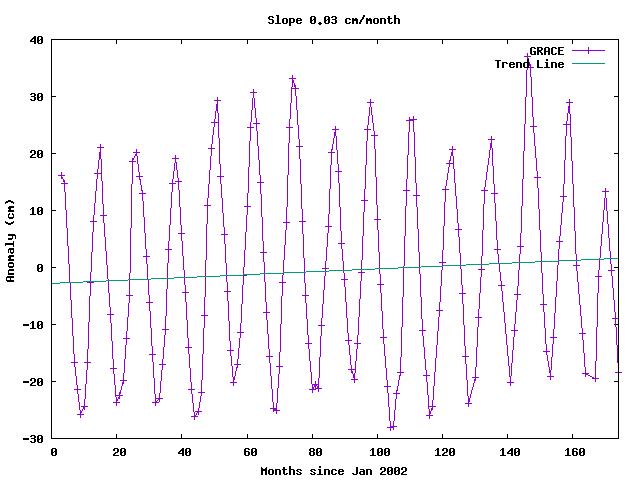 Slope 0.03 cm/month
GRACE
Trend Line
40
30
20
10
0
-10
-20
-30
Anomaly (cm)
0 20 40 60 80 100 120 140 160
Months since Jan 2002